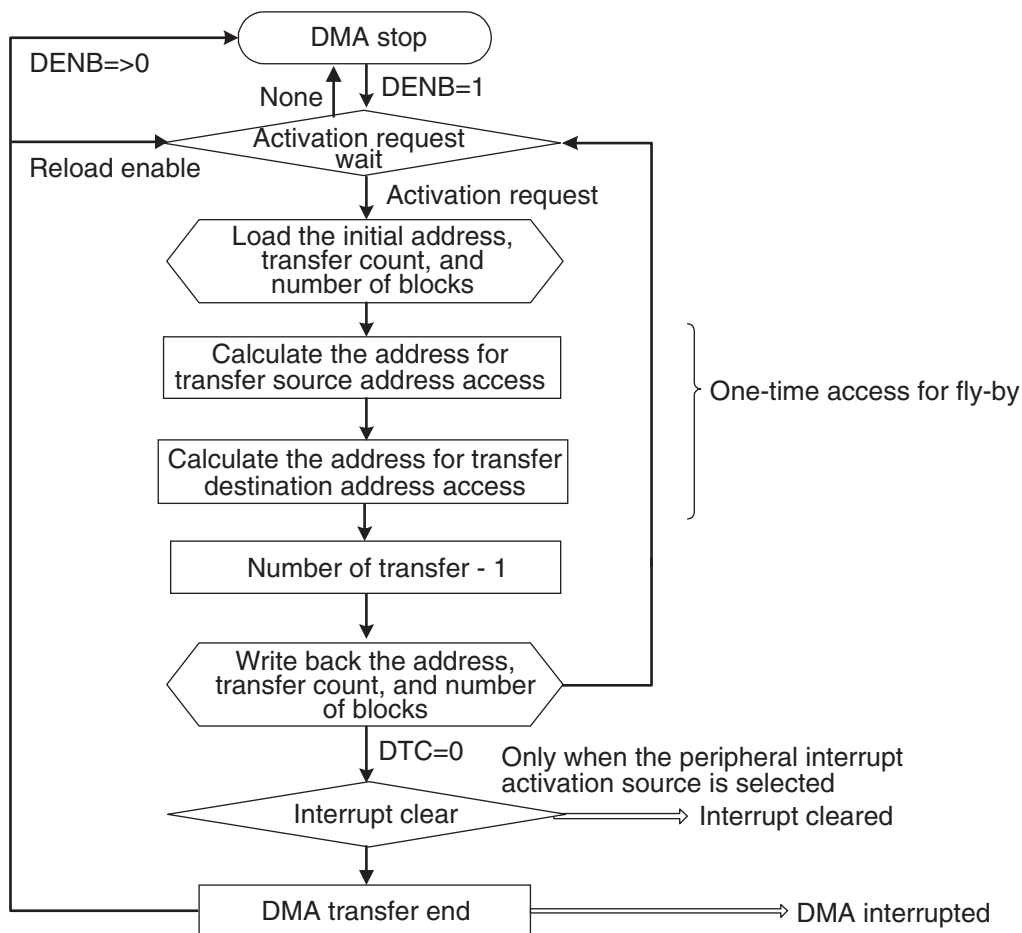 DMA stop
DENB=>0
None
DENB=1
Activation request
wait
Reload enable
Activation request
Load the initial address,
transfer count, and
number of blocks
Calculate the address for
transfer source address access
One-time access for fly-by
Calculate the address for transfer
destination address access
Number of transfer - 1
Write back the address,
transfer count, and number
of blocks
DTC=0
Only when the peripheral interrupt
activation source is selected
Interrupt clear
Interrupt cleared
DMA transfer end
DMA interrupted